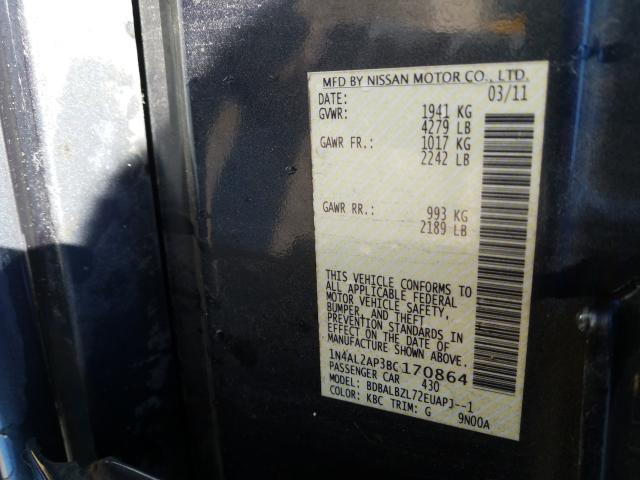 MFD BY NISSAN MOTOR CO., LTD.
DATE: 03/11
GVWR: 1941 KG
4279 LB
GAWR FR.: 1017 KG
2242 LB
GAWR RR.: 993 KG
2189 LB
THIS VEHICLE CONFORMS TO
ALL APPLICABLE FEDERAL
MOTOR VEHICLE SAFETY,
BUMPER, AND THEFT
PREVENTION STANDARDS IN
EFFECT ON THE DATE OF
MANUFACTURE SHOWN ABOVE.
1N4AL2AP3BC170864
PASSENGER CAR 430
MODEL: BDBALBZL72EUAPJ--1
COLOR: KBC TRIM: G 9N00A